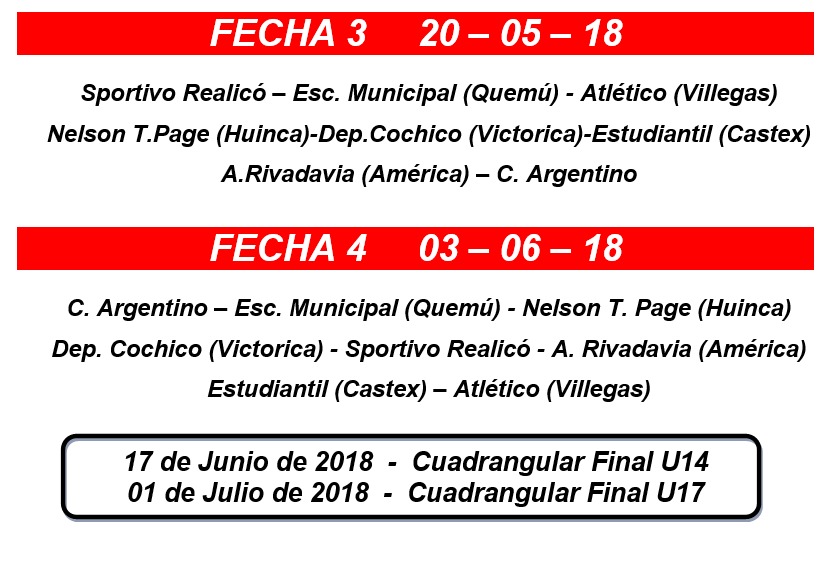 FECHA 3 20 – 05 – 18
Sportivo Realicó – Esc. Municipal (Quemú) - Atlético (Villegas)
Nelson T.Page (Huinca)-Dep.Cochico (Victorica)-Estudiantil (Castex)
A.Rivadavia (América) – C. Argentino
FECHA 4 03 – 06 – 18
C. Argentino – Esc. Municipal (Quemú) - Nelson T. Page (Huinca)
Dep. Cochico (Victorica) - Sportivo Realicó - A. Rivadavia (América)
Estudiantil (Castex) – Atlético (Villegas)
17 de Junio de 2018 - Cuadrangular Final U14
01 de Julio de 2018 - Cuadrangular Final U17